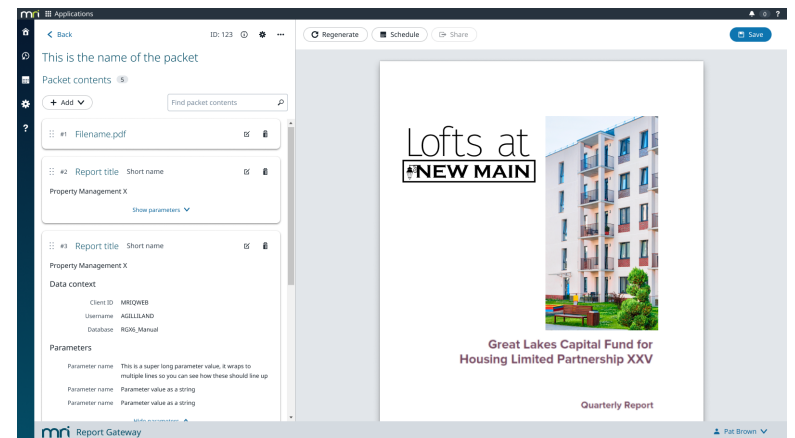 mri Applications 0 ?
Back ID: 123
Regenerate Schedule Share Save
This is the name of the packet
Packet contents 5
+ Add Find packet contents
#1 Filename.pdf
#2 Report title Short name
Property Management X
Show parameters
#3 Report title Short name
Property Management X
Data context
Client ID MRIQWEB
Username AGILLILAND
Database RGX6_Manual
Parameters
Parameter name This is a super long parameter value, it wraps to
multiple lines so you can see how these should line up
Parameter name Parameter value as a string
Parameter name Parameter value as a string
Hide parameters
?
Lofts at
NEW MAIN
Great Lakes Capital Fund for
Housing Limited Partnership XXV
Quarterly Report
mri Report Gateway Pat Brown